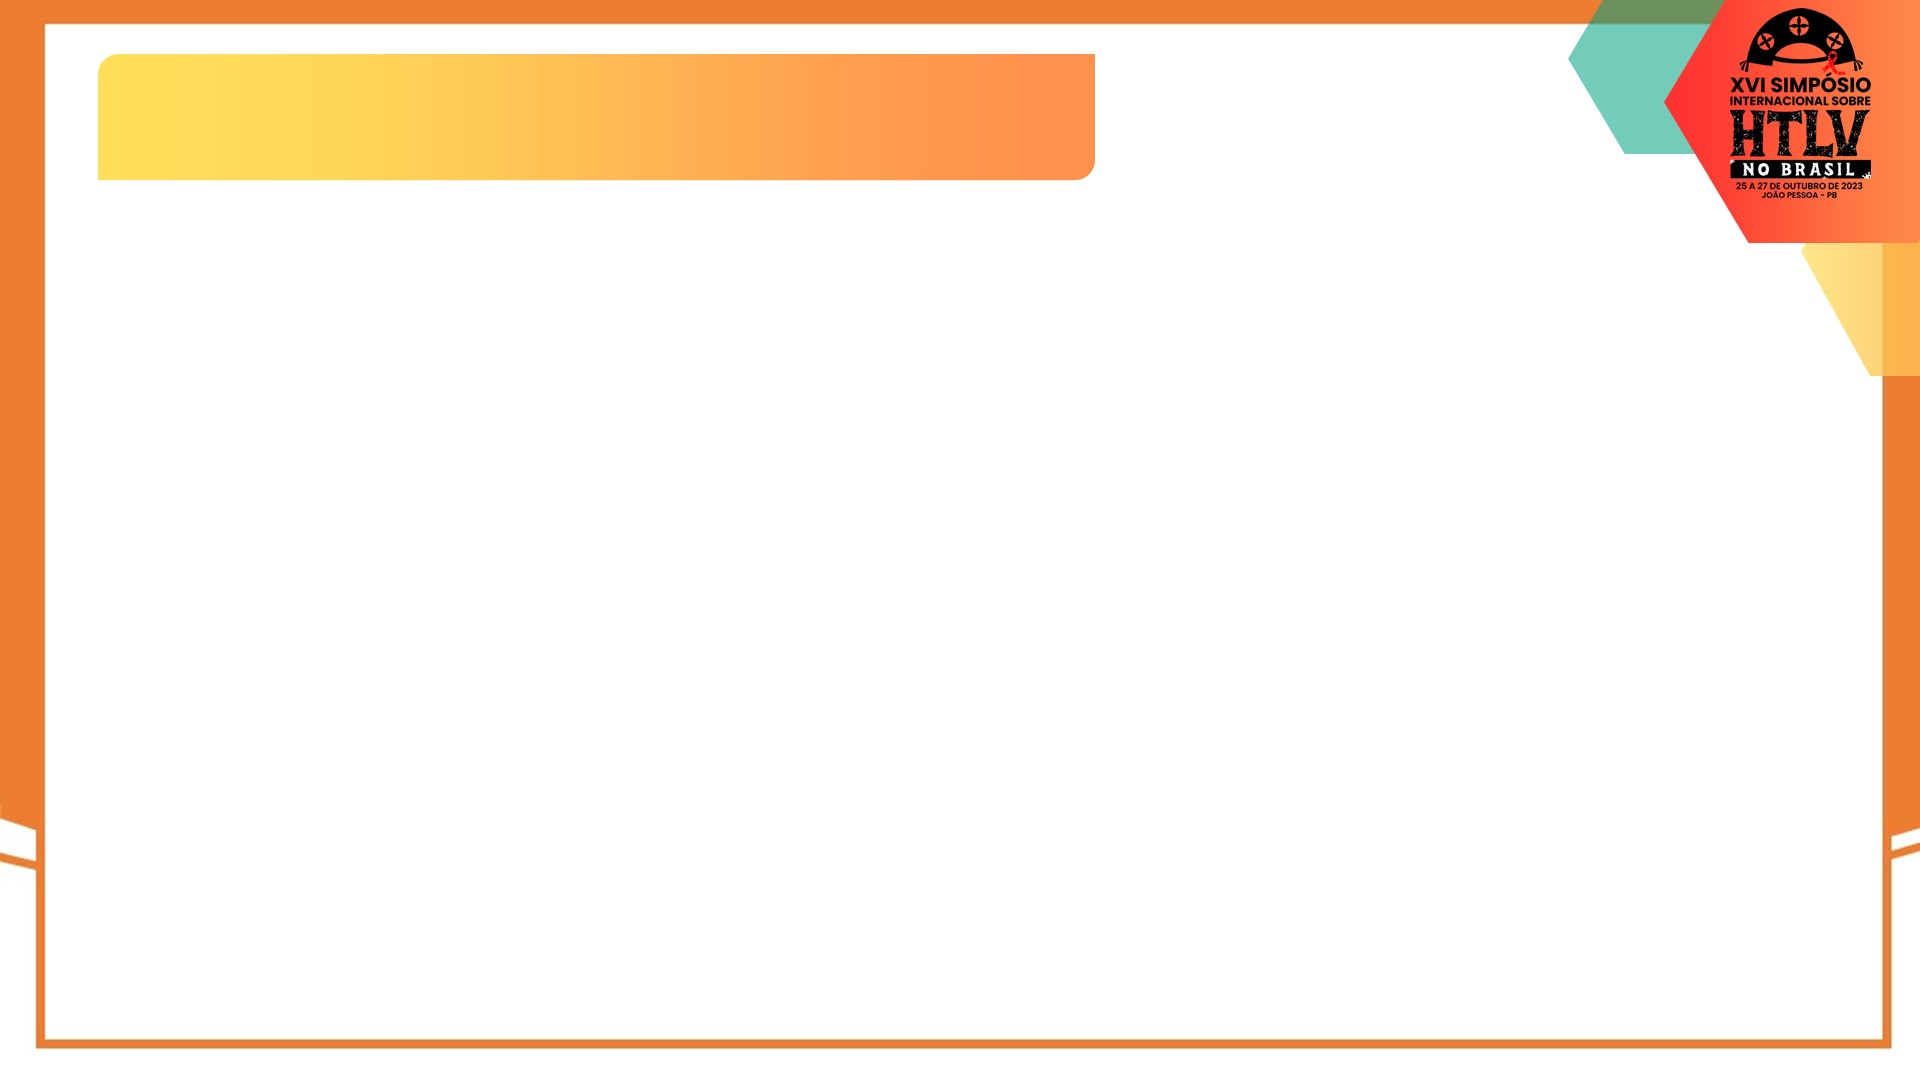 XVI SIMPÓSIO
INTERNACIONAL SOBRE
HTLV
NO BRASIL
25 A 27 DE OUTUBRO DE 2023
JOÃO PESSOA - PB